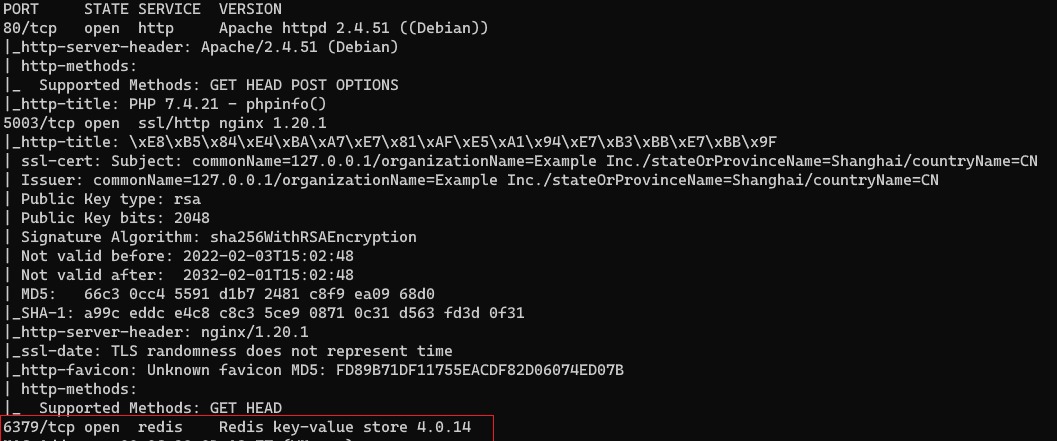 PORT     STATE SERVICE  VERSION
80/tcp   open  http     Apache httpd 2.4.51 ((Debian))
|_http-server-header: Apache/2.4.51 (Debian)
| http-methods:
|_  Supported Methods: GET HEAD POST OPTIONS
|_http-title: PHP 7.4.21 - phpinfo()
5003/tcp open  ssl/http nginx 1.20.1
|_http-title: \xE8\xB5\x84\xE4\xBA\xA7\xE7\x81\xAF\xE5\xA1\x94\xE7\xB3\xBB\xE7\xBB\x9F
| ssl-cert: Subject: commonName=127.0.0.1/organizationName=Example Inc./stateOrProvinceName=Shanghai/countryName=CN
| Issuer: commonName=127.0.0.1/organizationName=Example Inc./stateOrProvinceName=Shanghai/countryName=CN
| Public Key type: rsa
| Public Key bits: 2048
| Signature Algorithm: sha256WithRSAEncryption
| Not valid before: 2022-02-03T15:02:48
| Not valid after:  2032-02-01T15:02:48
| MD5:   66c3 0cc4 5591 d1b7 2481 c8f9 ea09 68d0
|_SHA-1: a99c eddc e4c8 c8c3 5ce9 0871 0c31 d563 fd3d 0f31
|_http-server-header: nginx/1.20.1
|_ssl-date: TLS randomness does not represent time
|_http-favicon: Unknown favicon MD5: FD89B71DF11755EACDF82D06074ED07B
| http-methods:
|_  Supported Methods: GET HEAD
6379/tcp open  redis    Redis key-value store 4.0.14